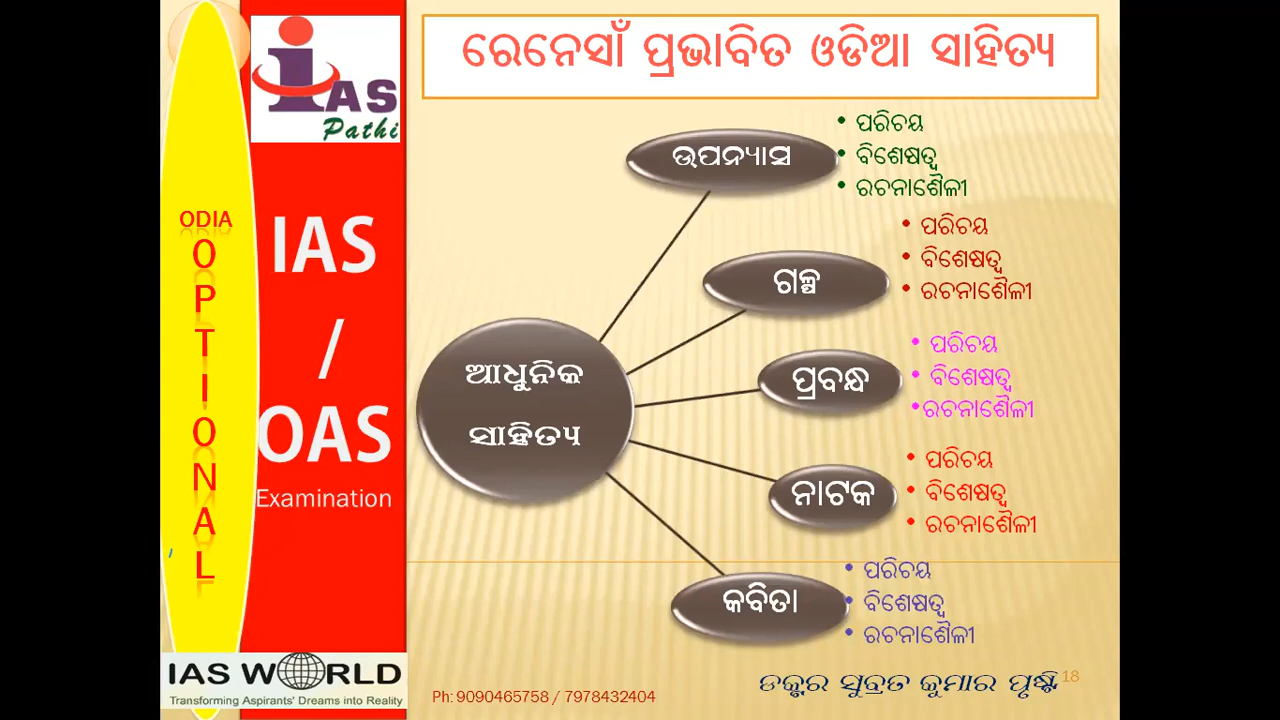 ରେନେସାଁ ପ୍ରଭାବିତ ଓଡିଆ ସାହିତ୍ୟ
iAS
Pathi
ODIA
OPTIONAL
IAS
/
OAS
Examination
ଆଧୁନିକ
ସାହିତ୍ୟ
ଉପନ୍ୟାସ
• ପରିଚୟ
• ବିଶେଷତ୍ୱ
• ରଚନାଶୈଳୀ
ଗଳ୍ପ
• ପରିଚୟ
• ବିଶେଷତ୍ୱ
• ରଚନାଶୈଳୀ
ପ୍ରବନ୍ଧ
• ପରିଚୟ
• ବିଶେଷତ୍ୱ
• ରଚନାଶୈଳୀ
ନାଟକ
• ପରିଚୟ
• ବିଶେଷତ୍ୱ
• ରଚନାଶୈଳୀ
କବିତା
• ପରିଚୟ
• ବିଶେଷତ୍ୱ
• ରଚନାଶୈଳୀ
IAS WORLD
Transforming Aspirants' Dreams into Reality
Ph: 9090465758 / 7978432404
ଡକ୍ଟର ସୁବ୍ରତ କୁମାର ପୃଷ୍ଟି
18